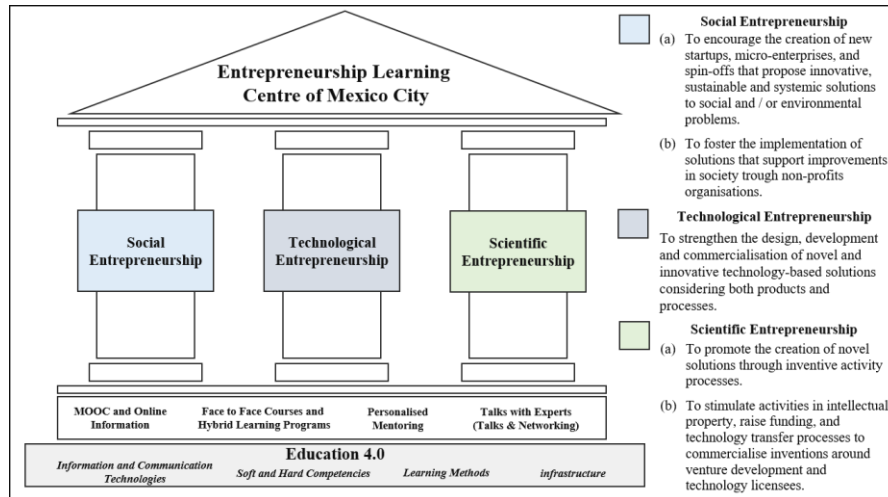 Entrepreneurship Learning
Centre of Mexico City
Social
Entrepreneurship
Technological
Entrepreneurship
Scientific
Entrepreneurship
MOOC and Online
Information
Face to Face Courses and
Hybrid Learning Programs
Personalised
Mentoring
Talks with Experts
(Talks & Networking)
Education 4.0
Information and Communication
Technologies
Soft and Hard Competencies
Learning Methods
infrastructure
Social Entrepreneurship
(a) To encourage the creation of new
startups, micro-enterprises, and
spin-offs that propose innovative,
sustainable and systemic solutions
to social and / or environmental
problems.
(b) To foster the implementation of
solutions that support improvements
in society trough non-profits
organisations.
Technological Entrepreneurship
To strengthen the design, development
and commercialisation of novel and
innovative technology-based solutions
considering both products and
processes.
Scientific Entrepreneurship
(a) To promote the creation of novel
solutions through inventive activity
processes.
(b) To stimulate activities in intellectual
property, raise funding, and
technology transfer processes to
commercialise inventions around
venture development and
technology licensees.